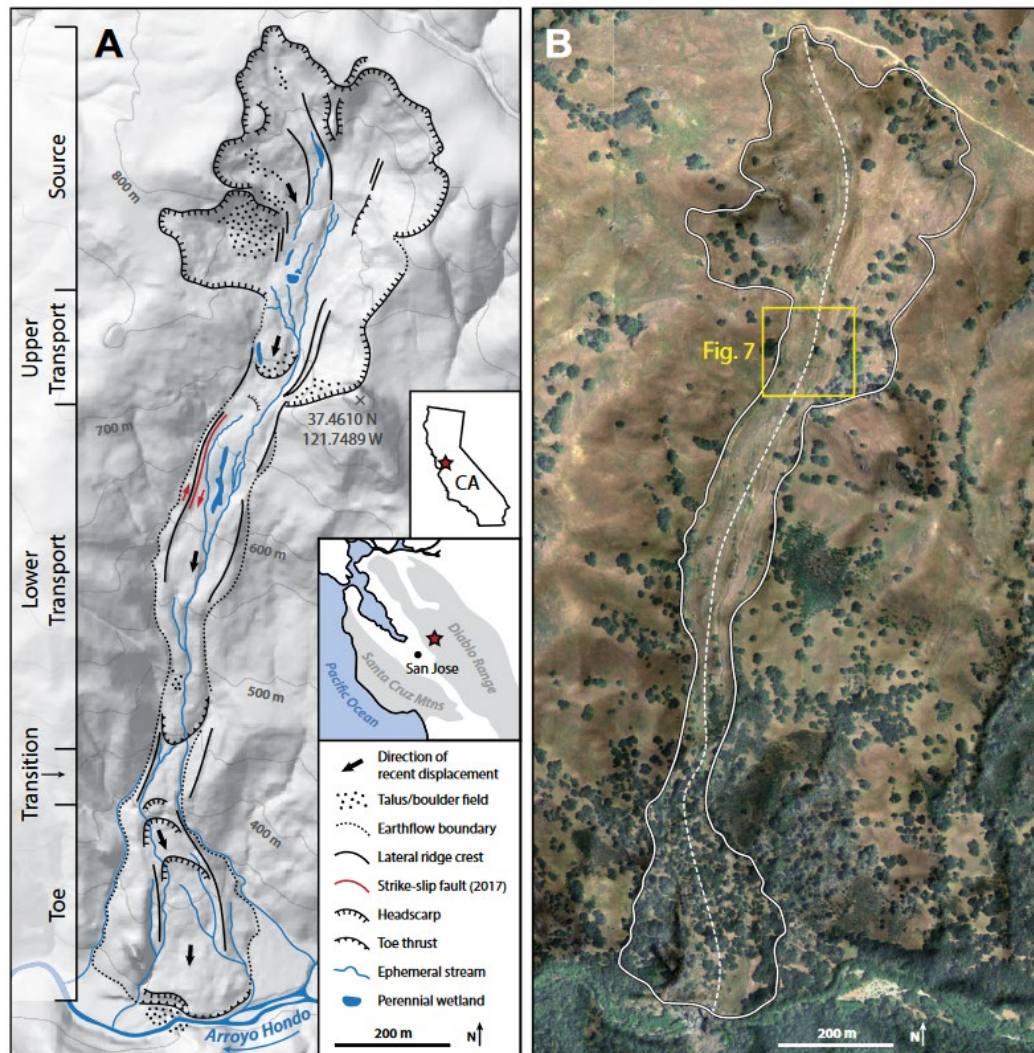 A
Source
Upper
Transport
Lower
Transport
Transition
Toe
800 m
700 m
600 m
500 m
400 m
37.4610 N
121.7489 W
CA
San Jose
Diablo Range
Santa Cruz Mtns
Pacific Ocean
Direction of
recent displacement
Talus/boulder field
Earthflow boundary
Lateral ridge crest
Strike-slip fault (2017)
Headscarp
Toe thrust
Ephemeral stream
Perennial wetland
200 m
N
Arroyo Hondo
B
Fig. 7
200 m
N